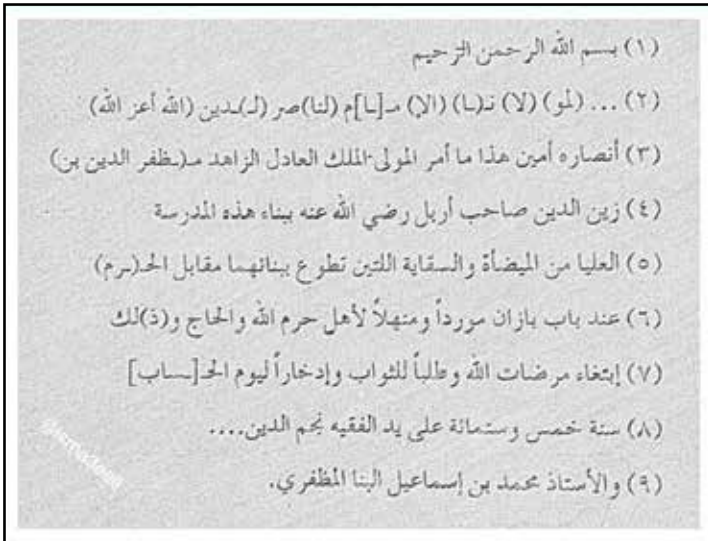 (١) بسم الله الرحمن الرحيم
(٢) ... (لمو) (لا) نـ(ـا) (الإ) مـ[ـا]م (لنا)صر (لـ)ـدين (الله أعز الله)
(٣) أنصاره أمين هذا ما أمر المولى الملك العادل الزاهد مـ(ـظفر الدين بن)
(٤) زين الدين صاحب أربل رضي الله عنه ببناء هذه المدرسة
(٥) العليا من الميضأة والسقاية اللتين تطوع ببنائهما مقابل الحـ(ـرم)
(٦) عند باب بازان مورداً ومنهلاً لأهل حرم الله والحاج و(ذ)لك
(٧) إبتغاء مرضات الله وطلباً للثواب وإدخاراً ليوم الحـ[ـساب]
(٨) سنة خمس وستمائة على يد الفقيه نجم الدين....
(٩) والأستاذ محمد بن إسماعيل البنا المظفري.